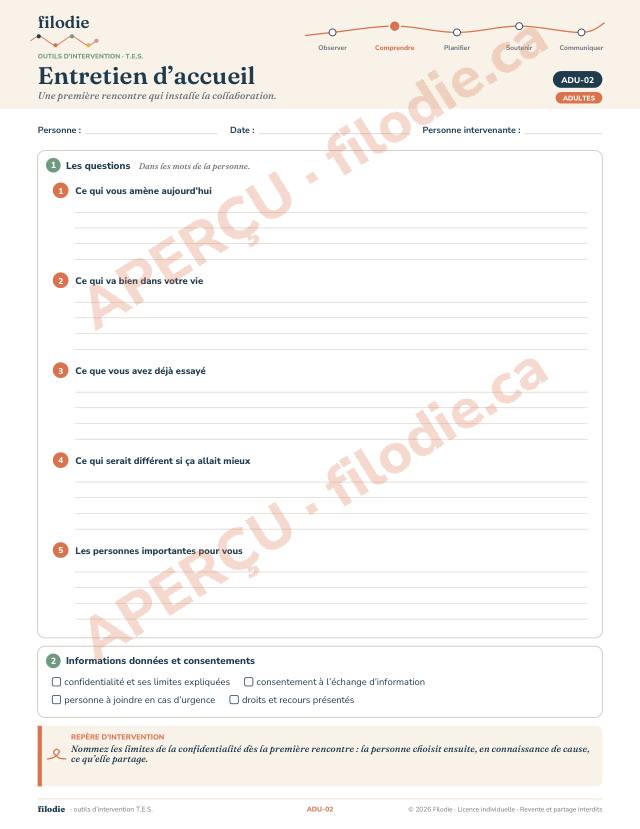 filodie
OUTILS D'INTERVENTION · T.E.S.
Observer Comprendre Planifier Soutenir Communiquer
Entretien d'accueil
Une première rencontre qui installe la collaboration.
ADU-02
ADULTES
Personne : Date : Personne intervenante :
1 Les questions Dans les mots de la personne.
1 Ce qui vous amène aujourd'hui
2 Ce qui va bien dans votre vie
3 Ce que vous avez déjà essayé
4 Ce qui serait différent si ça allait mieux
5 Les personnes importantes pour vous
APERÇU · filodie.ca
APERÇU · filodie.ca
2 Informations données et consentements
confidentialité et ses limites expliquées consentement à l'échange d'information
personne à joindre en cas d'urgence droits et recours présentés
REPÈRE D'INTERVENTION
Nommez les limites de la confidentialité dès la première rencontre : la personne choisit ensuite, en connaissance de cause,
ce qu'elle partage.
filodie · outils d'intervention T.E.S. ADU-02 © 2026 Filodie · Licence individuelle · Revente et partage interdits